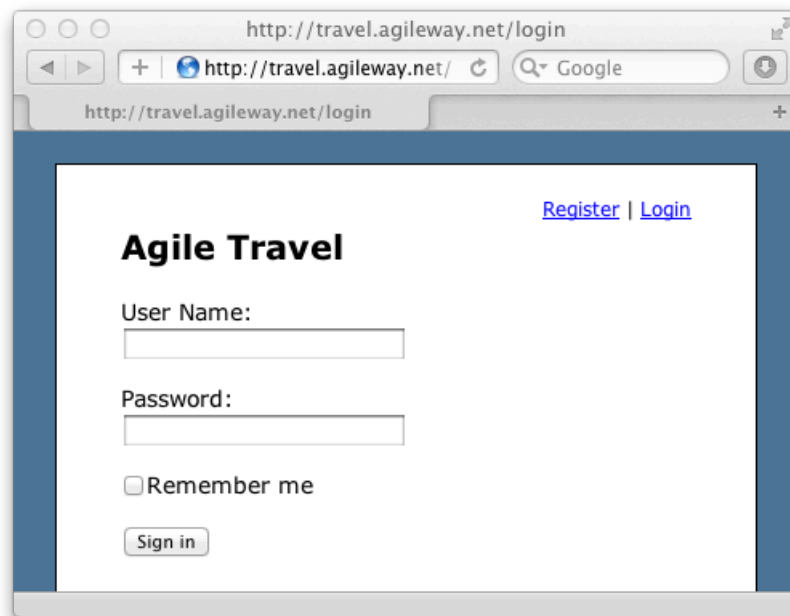 http://travel.agileway.net/login
http://travel.agileway.net/ Google
http://travel.agileway.net/login
Register | Login
Agile Travel
User Name:
Password:
Remember me
Sign in